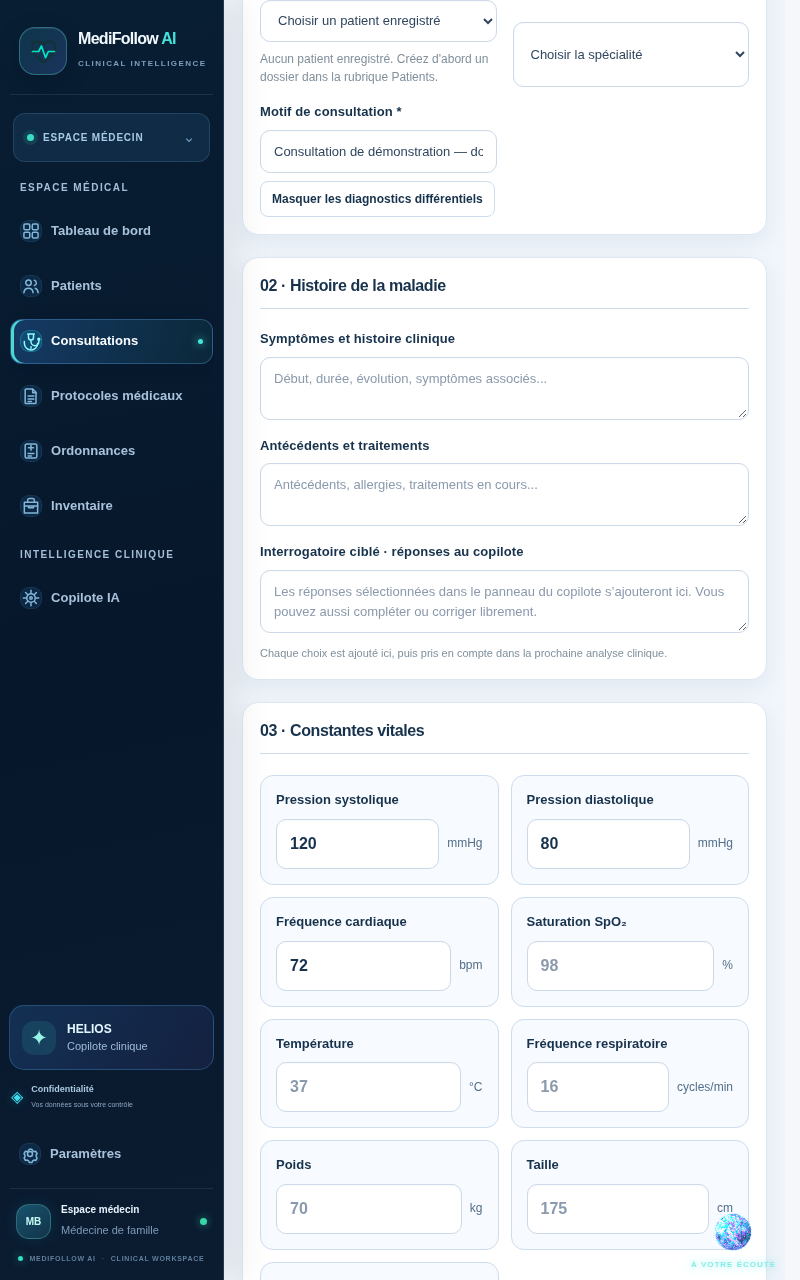 MediFollow AI
CLINICAL INTELLIGENCE
ESPACE MÉDECIN
ESPACE MÉDICAL
Tableau de bord
Patients
Consultations
Protocoles médicaux
Ordonnances
Inventaire
INTELLIGENCE CLINIQUE
Copilote IA
HELIOS
Copilote clinique
Confidentialité
Vos données sous votre contrôle
Paramètres
MB
Espace médecin
Médecine de famille
MEDIFOLLOW AI · CLINICAL WORKSPACE
Choisir un patient enregistré
Aucun patient enregistré. Créez d'abord un
dossier dans la rubrique Patients.
Choisir la spécialité
Motif de consultation *
Consultation de démonstration — do
Masquer les diagnostics différentiels
02 · Histoire de la maladie
Symptômes et histoire clinique
Début, durée, évolution, symptômes associés...
Antécédents et traitements
Antécédents, allergies, traitements en cours...
Interrogatoire ciblé · réponses au copilote
Les réponses sélectionnées dans le panneau du copilote s’ajouteront ici. Vous
pouvez aussi compléter ou corriger librement.
Chaque choix est ajouté ici, puis pris en compte dans la prochaine analyse clinique.
03 · Constantes vitales
Pression systolique
120 mmHg
Pression diastolique
80 mmHg
Fréquence cardiaque
72 bpm
Saturation SpO₂
98 %
Température
37 °C
Fréquence respiratoire
16 cycles/min
Poids
70 kg
Taille
175 cm
À VOTRE ÉCOUTE